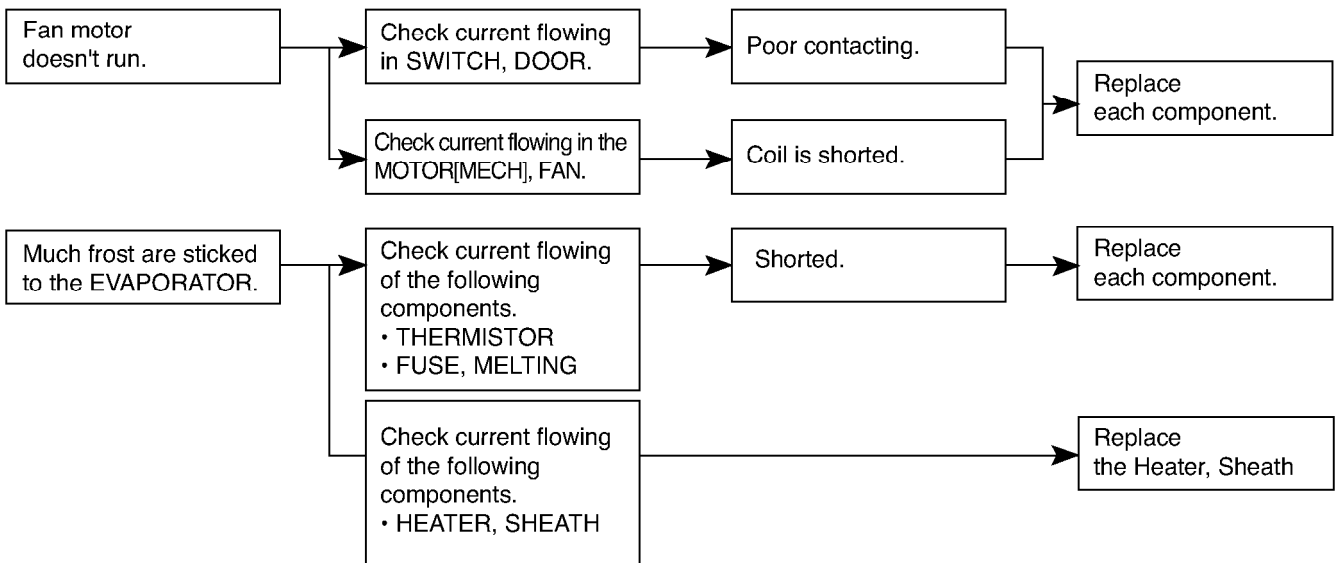 Fan motor
doesn't run.
Check current flowing
in SWITCH, DOOR.
Poor contacting.
Replace
each component.
Check current flowing in the
MOTOR[MECH], FAN.
Coil is shorted.
Much frost are sticked
to the EVAPORATOR.
Check current flowing
of the following
components.
• THERMISTOR
• FUSE, MELTING
Shorted.
Replace
each component.
Check current flowing
of the following
components.
• HEATER, SHEATH
Replace
the Heater, Sheath